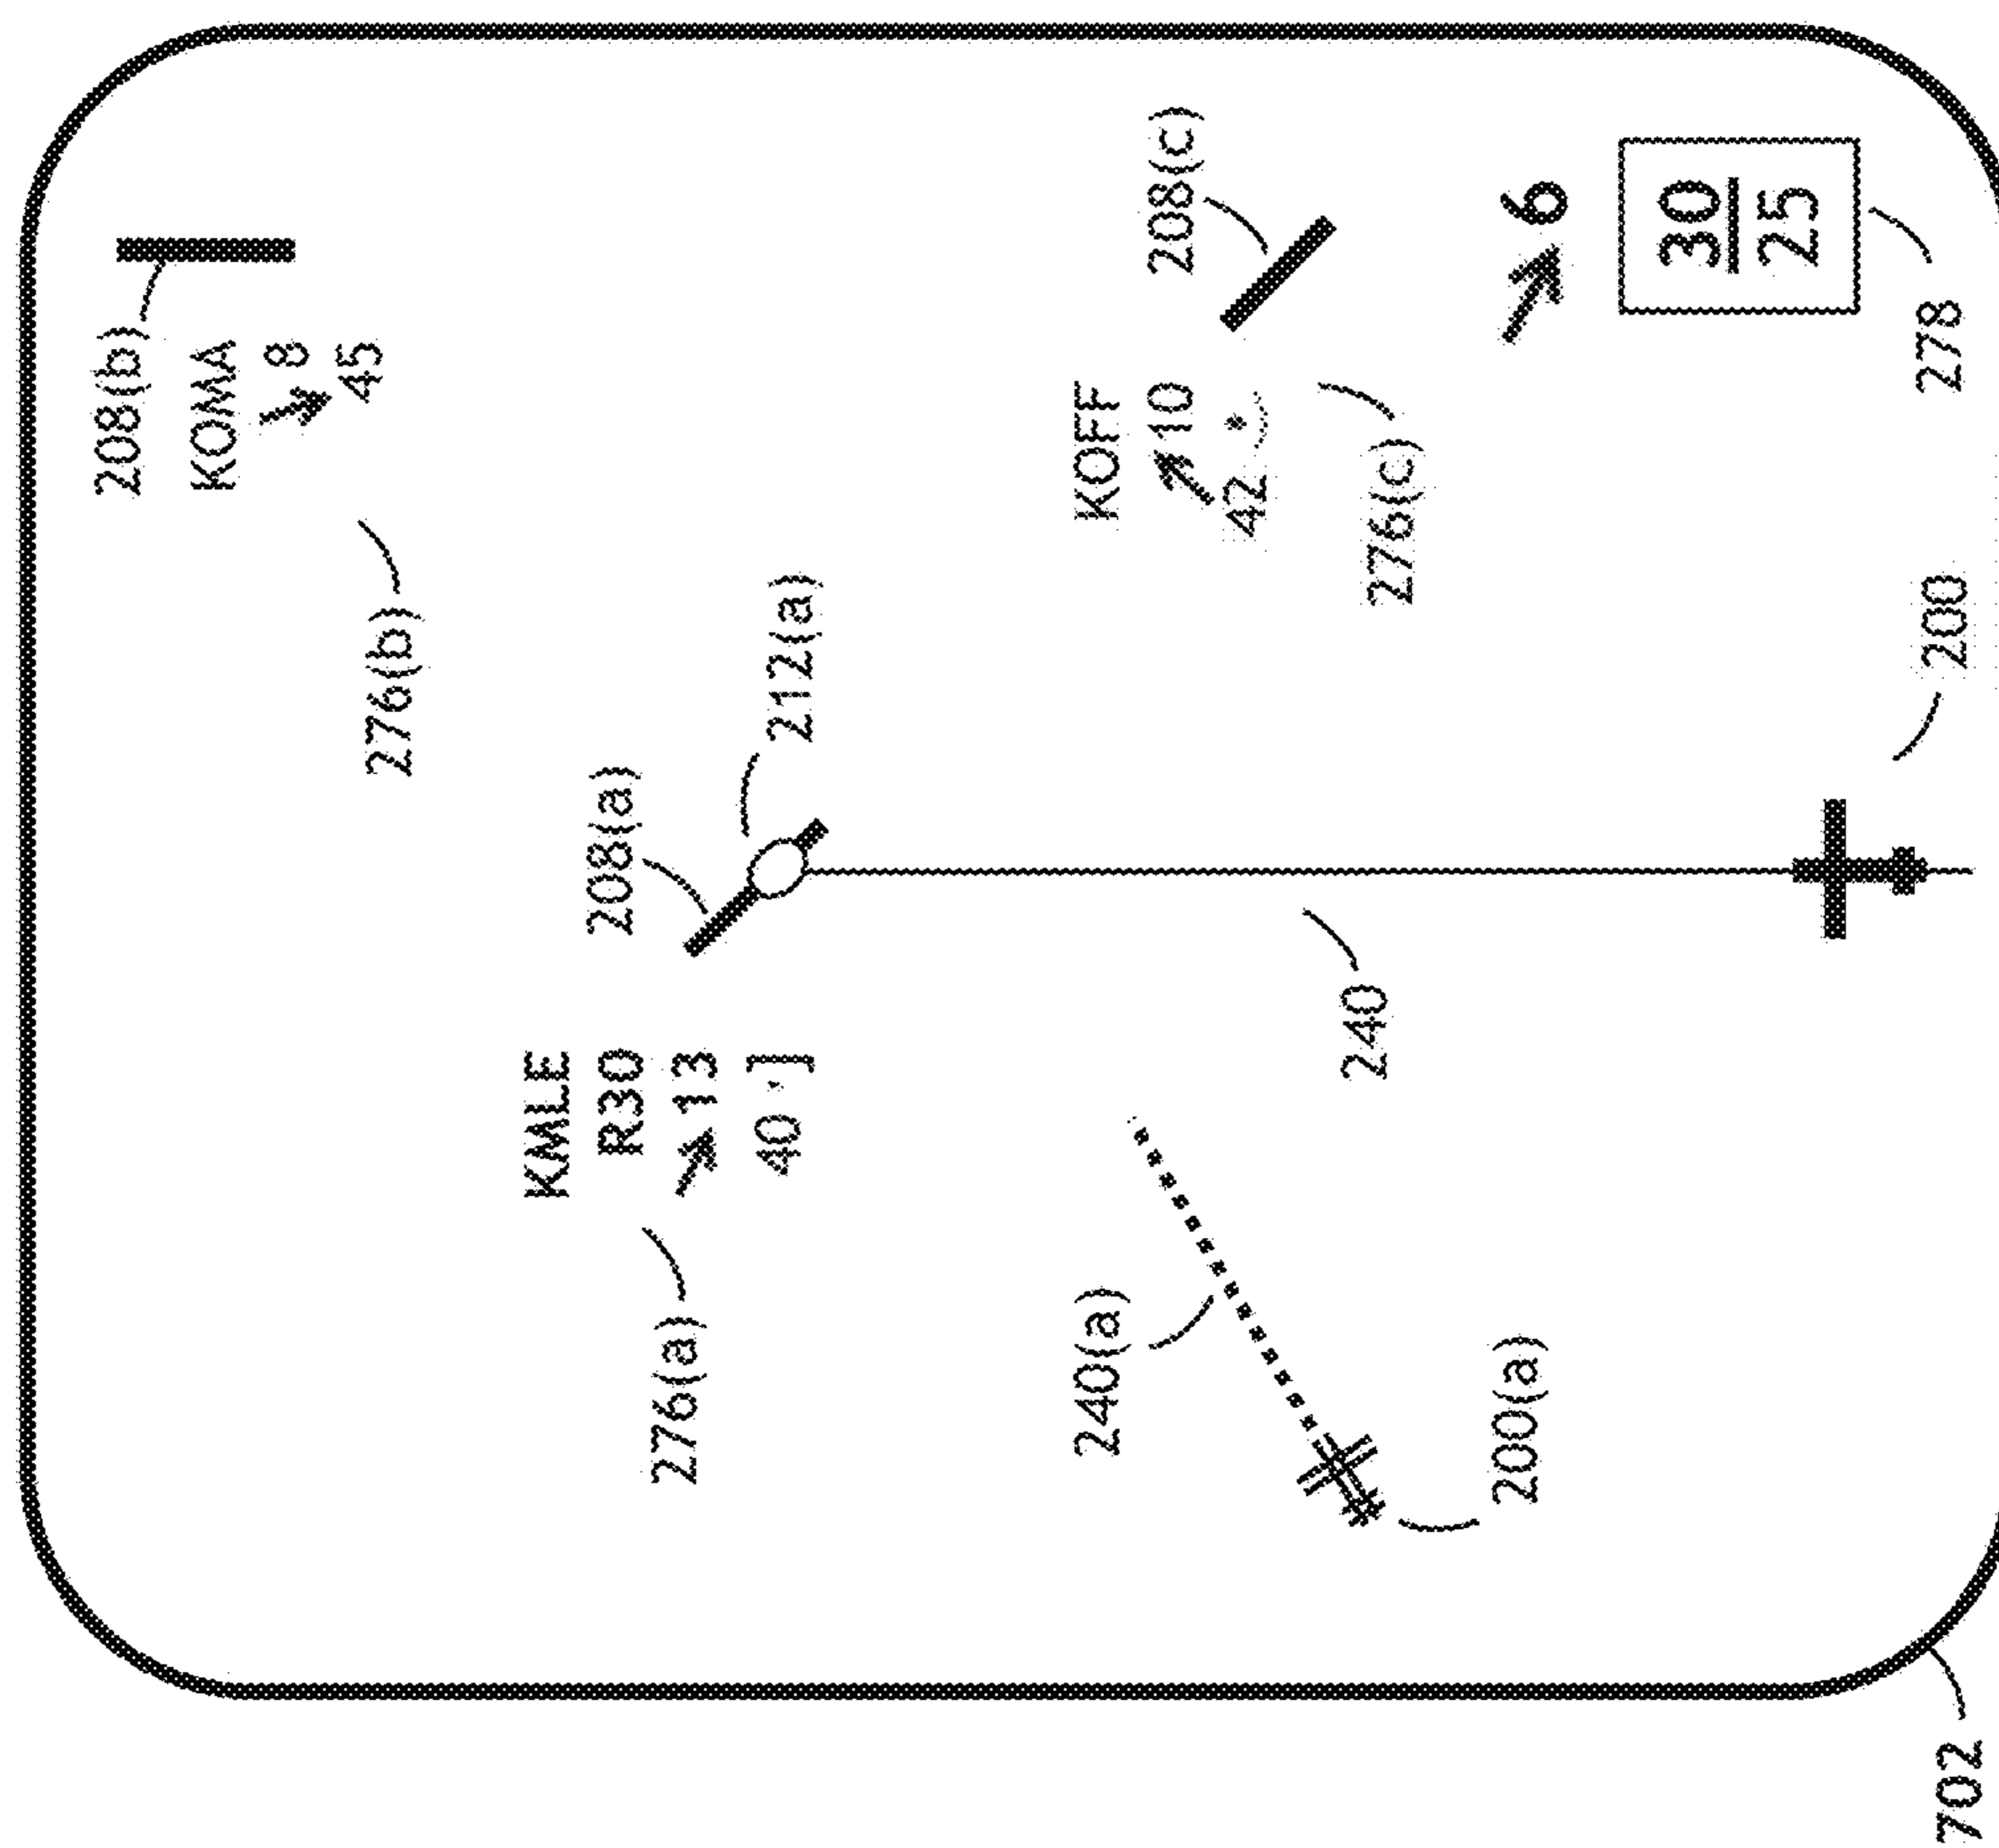 208(b)
KOMA
↘ 8
45
276(b)
208(a)
KMLE
R30
↘ 13
40 · ]
212(a)
276(a)
208(c)
KOFF
↗ 10
42
240(a)
240
276(c)
200(a)
↘ 6
30
25
200
278
702